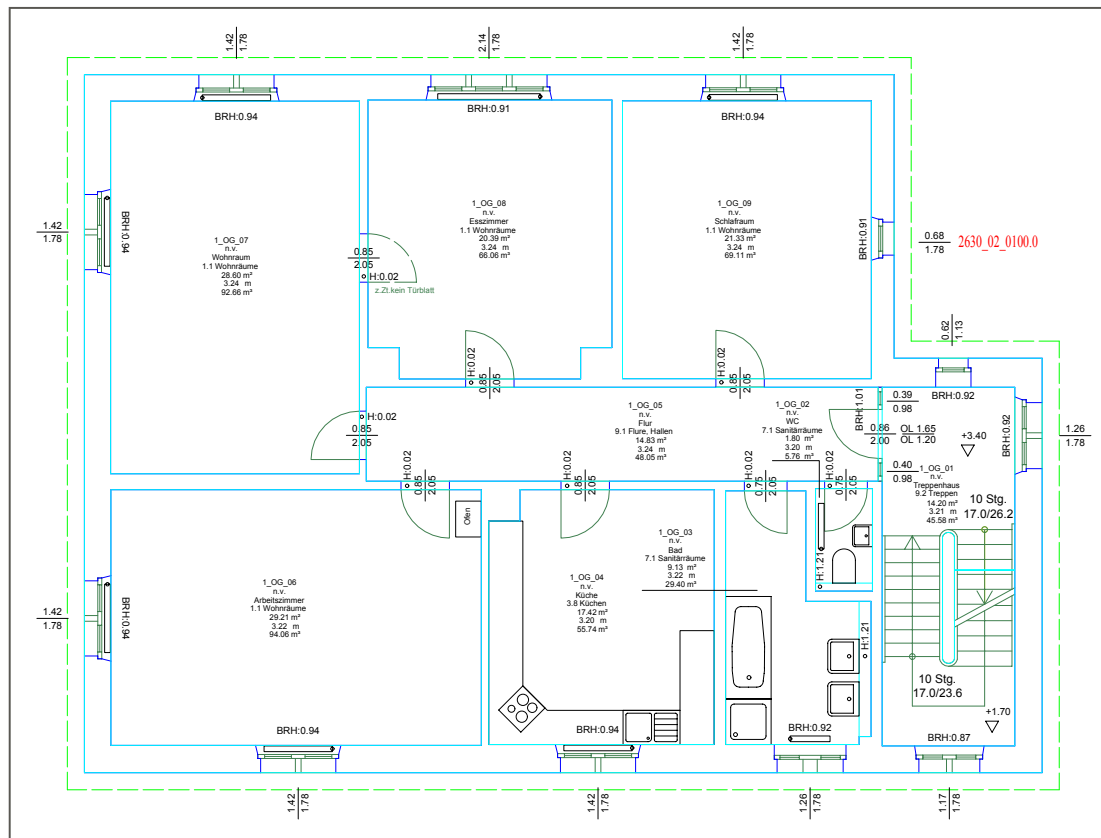 1.42
1.78
2.14
1.78
1.42
1.78
BRH:0.94
BRH:0.91
BRH:0.94
1.42
1.78
BRH:0.94
1_OG_07
n.v.
Wohnraum
1.1 Wohnräume
28.60 m²
3.24 m
92.66 m³
0.85
2.05
H:0.02
z.Zt.kein Türblatt
1_OG_08
n.v.
Esszimmer
1.1 Wohnräume
20.39 m²
3.24 m
66.06 m³
1_OG_09
n.v.
Schlafraum
1.1 Wohnräume
21.33 m²
3.24 m
69.11 m³
BRH:0.91
0.68
1.78
2630_02_0100.0
0.62
1.13
H:0.02
0.85
2.05
H:0.02
0.85
2.05
BRH:0.92
H:0.02
0.85
2.05
1_OG_05
n.v.
Flur
9.1 Flure, Hallen
14.83 m²
3.24 m
48.05 m³
1_OG_02
n.v.
WC
7.1 Sanitärräume
1.80 m²
3.20 m
5.76 m³
BRH:1.01
0.39
0.98
0.86
2.00
OL 1.65
OL 1.20
+3.40
BRH:0.92
1.26
1.78
0.40
0.98
1_OG_01
n.v.
Treppenhaus
9.2 Treppen
14.20 m²
3.21 m
45.58 m³
10 Stg.
17.0/26.2
H:0.02
0.85
2.05
H:0.02
0.85
2.05
H:0.02
0.75
2.05
H:0.02
0.75
2.05
Ofen
1_OG_03
n.v.
Bad
7.1 Sanitärräume
9.13 m²
3.22 m
29.40 m³
H:1.21
1_OG_06
n.v.
Arbeitszimmer
1.1 Wohnräume
29.21 m²
3.22 m
94.06 m³
1_OG_04
n.v.
Küche
3.8 Küchen
17.42 m²
3.20 m
55.74 m³
1.42
1.78
BRH:0.94
H:1.21
10 Stg.
17.0/23.6
+1.70
BRH:0.94
BRH:0.94
BRH:0.92
BRH:0.87
1.42
1.78
1.42
1.78
1.26
1.78
1.17
1.78